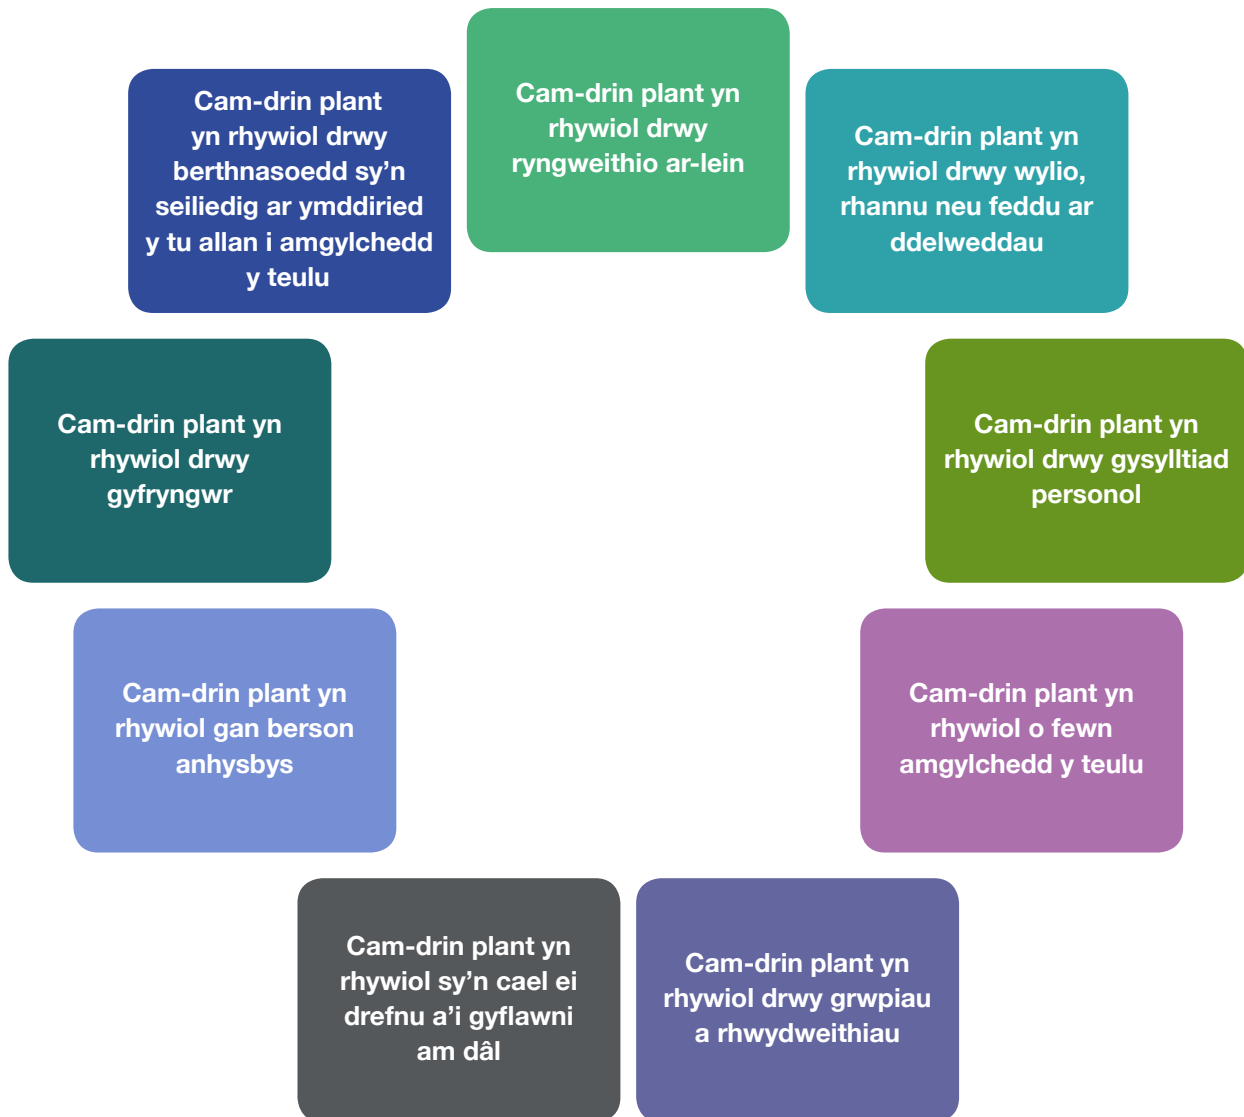 Cam-drin plant yn
rhywiol drwy
ryngweithio ar-lein
Cam-drin plant yn
rhywiol drwy wylio,
rhannu neu feddu ar
ddelweddau
Cam-drin plant yn
rhywiol drwy gysylltiad
personol
Cam-drin plant yn
rhywiol o fewn
amgylchedd y teulu
Cam-drin plant yn
rhywiol drwy grwpiau
a rhwydweithiau
Cam-drin plant yn
rhywiol sy’n cael ei
drefnu a’i gyflawni
am dâl
Cam-drin plant yn
rhywiol gan berson
anhysbys
Cam-drin plant yn
rhywiol drwy
gyfryngwr
Cam-drin plant
yn rhywiol drwy
berthnasoedd sy’n
seiliedig ar ymddiried
y tu allan i amgylchedd
y teulu